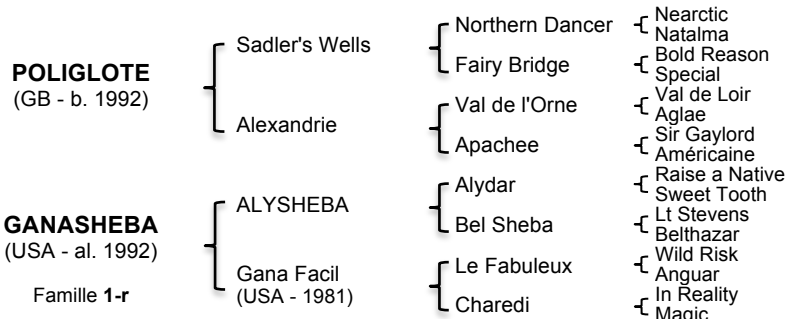 POLIGLOTE
(GB - b. 1992)
Sadler's Wells
Alexandrie
Northern Dancer
Fairy Bridge
Val de l'Orne
Apachee
Nearctic
Natalma
Bold Reason
Special
Val de Loir
Aglae
Sir Gaylord
Américaine
GANASHEBA
(USA - al. 1992)
Famille 1-r
ALYSHEBA
Gana Facil
(USA - 1981)
Alydar
Bel Sheba
Le Fabuleux
Charedi
Raise a Native
Sweet Tooth
Lt Stevens
Belthazar
Wild Risk
Anguar
In Reality
Magic